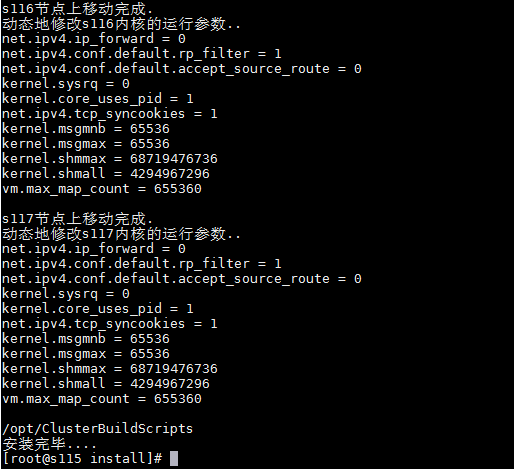 s116节点上移动完成.
动态地修改s116内核的运行参数..
net.ipv4.ip_forward = 0
net.ipv4.conf.default.rp_filter = 1
net.ipv4.conf.default.accept_source_route = 0
kernel.sysrq = 0
kernel.core_uses_pid = 1
net.ipv4.tcp_syncookies = 1
kernel.msgmnb = 65536
kernel.msgmax = 65536
kernel.shmmax = 68719476736
kernel.shmall = 4294967296
vm.max_map_count = 655360
s117节点上移动完成.
动态地修改s117内核的运行参数..
net.ipv4.ip_forward = 0
net.ipv4.conf.default.rp_filter = 1
net.ipv4.conf.default.accept_source_route = 0
kernel.sysrq = 0
kernel.core_uses_pid = 1
net.ipv4.tcp_syncookies = 1
kernel.msgmnb = 65536
kernel.msgmax = 65536
kernel.shmmax = 68719476736
kernel.shmall = 4294967296
vm.max_map_count = 655360
/opt/ClusterBuildScripts
安装完毕....
[root@s115 install]#